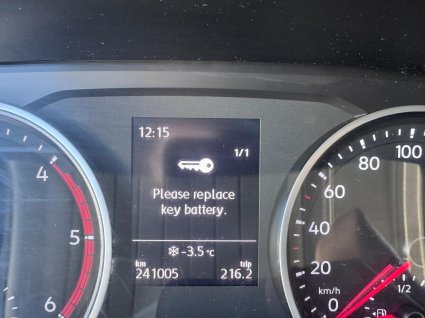 12:15
1/1
Please replace
key battery.
-3.5 °C
km
trip
241005
216.2
4
5
6
100
80
60
40
20
0
km/h
1/2